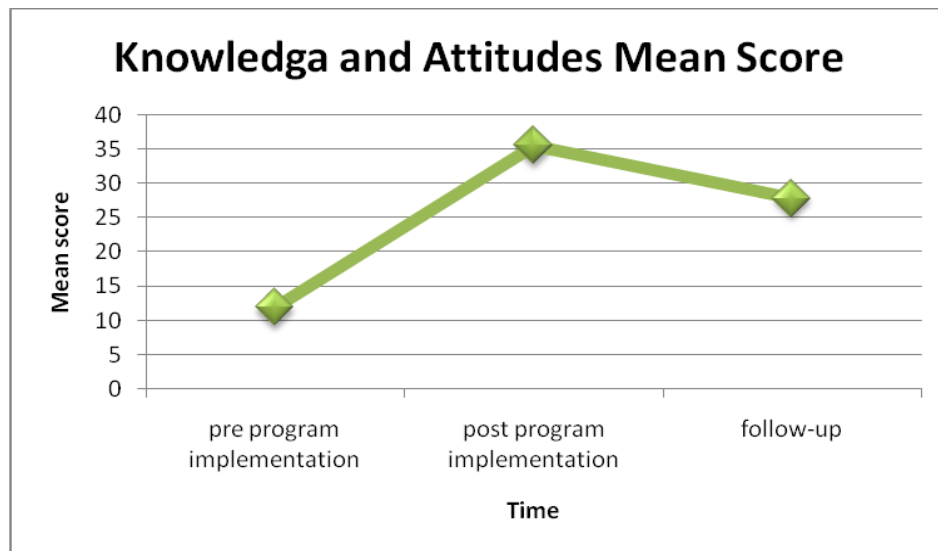 Knowledga and Attitudes Mean Score
40
35
30
25
20
15
10
5
0
Mean score
pre program
implementation
post program
implementation
follow-up
Time